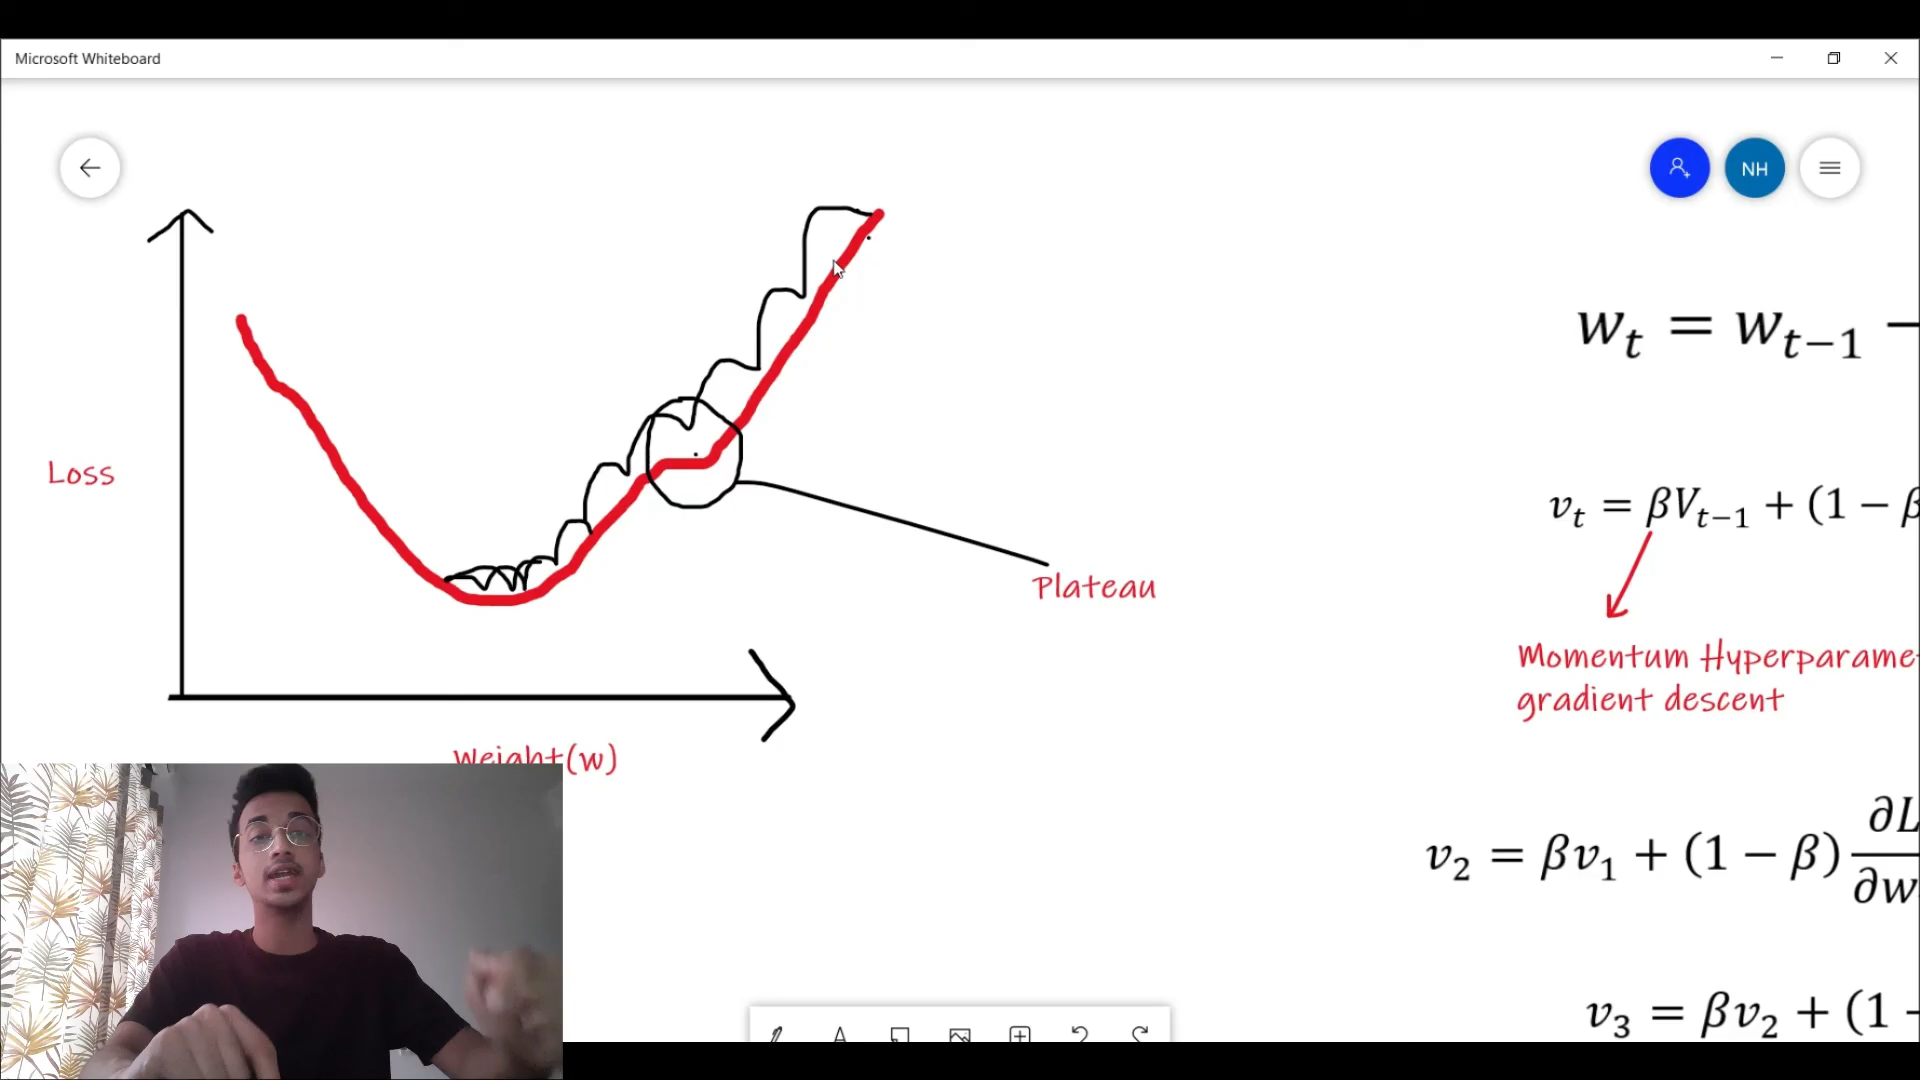 Microsoft Whiteboard
NH
Loss
Plateau
Weight(w)
w_t = w_{t-1} −
v_t = βV_{t-1} + (1 − β
Momentum Hyperparame
gradient descent
v_2 = βv_1 + (1 − β) ∂L/∂w
v_3 = βv_2 + (1 -